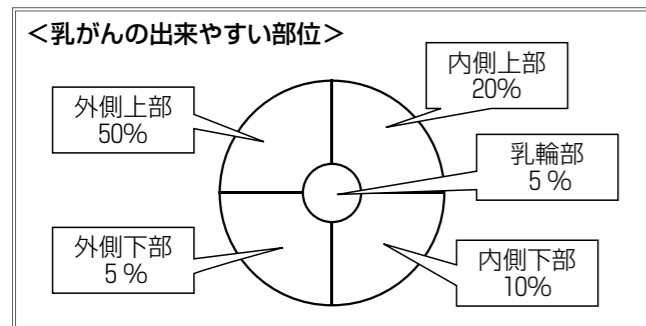 ＜乳がんの出来やすい部位＞
外側上部
50%
内側上部
20%
乳輪部
5％
外側下部
5％
内側下部
10%